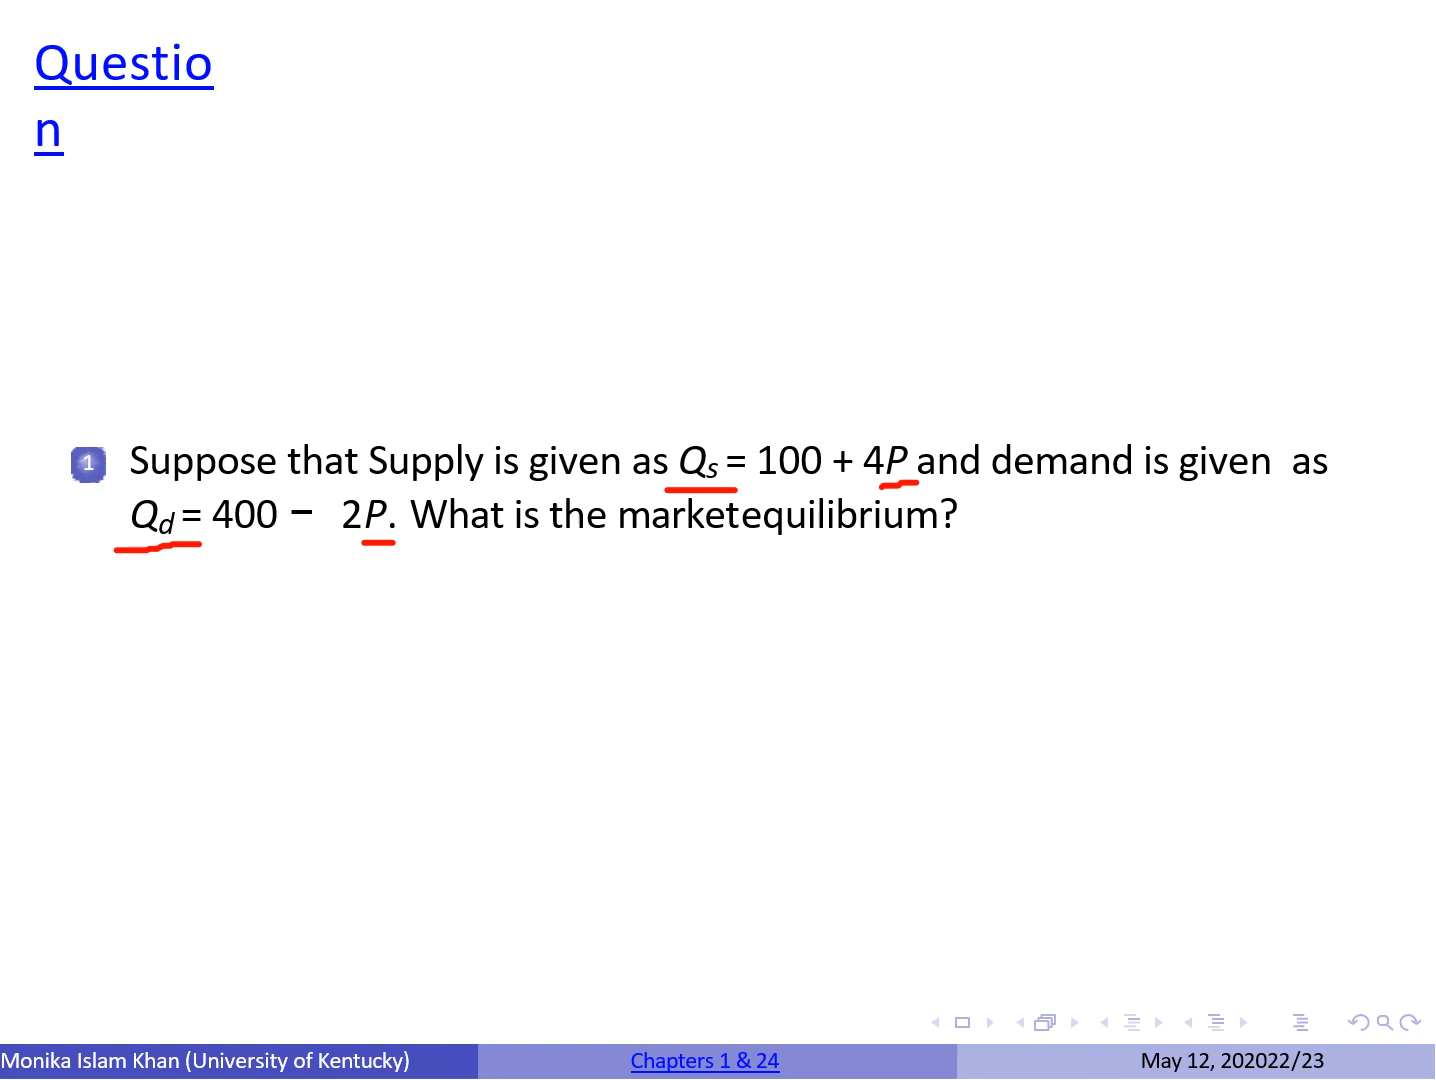 Questio
n
1 Suppose that Supply is given as Qs = 100 + 4P and demand is given as
Qd = 400 − 2P. What is the marketequilibrium?
Monika Islam Khan (University of Kentucky) Chapters 1 & 24 May 12, 202022/23